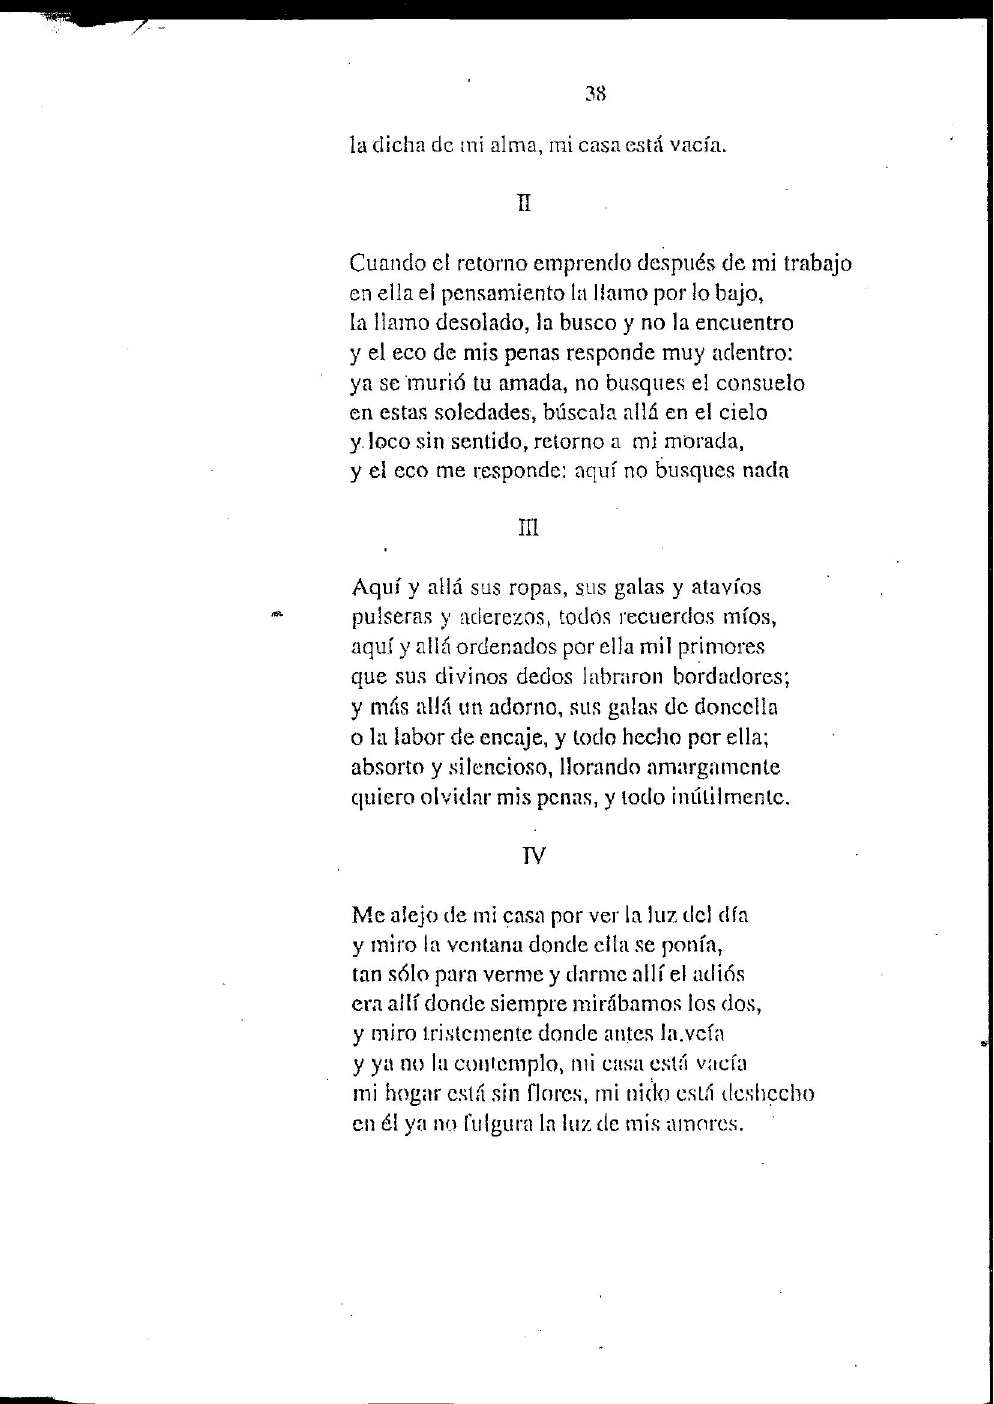 38
la dicha de mi alma, mi casa está vacía.
II
Cuando el retorno emprendo después de mi trabajo
en ella el pensamiento la llamo por lo bajo,
la llamo desolado, la busco y no la encuentro
y el eco de mis penas responde muy adentro:
ya se murió tu amada, no busques el consuelo
en estas soledades, búscala allá en el cielo
y loco sin sentido, retorno a mi morada,
y el eco me responde: aquí no busques nada
III
Aquí y allá sus ropas, sus galas y atavíos
pulseras y aderezos, todos recuerdos míos,
aquí y allá ordenados por ella mil primores
que sus divinos dedos labraron bordadores;
y más allá un adorno, sus galas de doncella
o la labor de encaje, y todo hecho por ella;
absorto y silencioso, llorando amargamente
quiero olvidar mis penas, y todo inútilmente.
IV
Me alejo de mi casa por ver la luz del día
y miro la ventana donde ella se ponía,
tan sólo para verme y darme allí el adiós
era allí donde siempre mirábamos los dos,
y miro tristemente donde antes la veía
y ya no la contemplo, mi casa está vacía
mi hogar está sin flores, mi nido está deshecho
en él ya no fulgura la luz de mis amores.